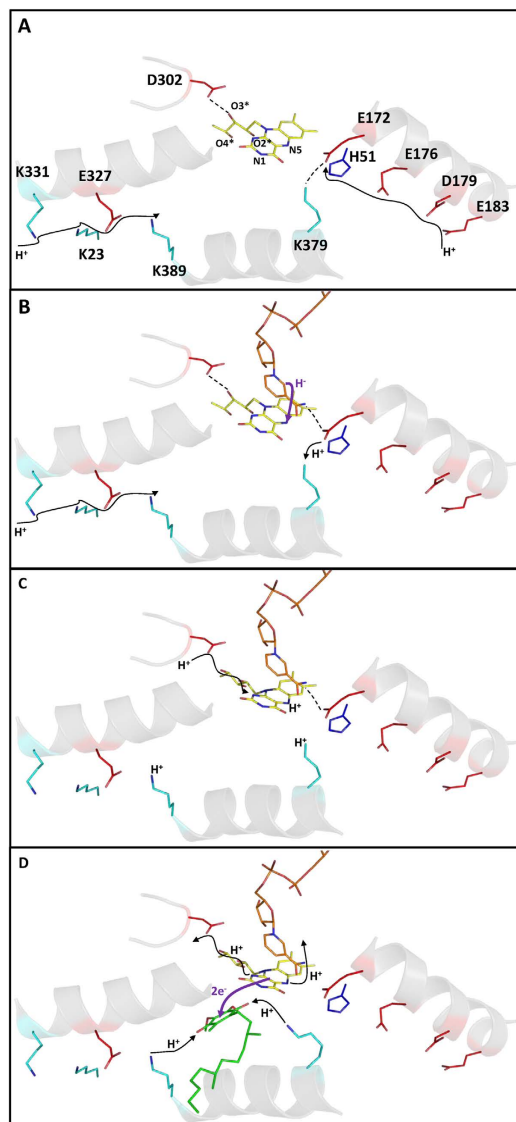 A
D302
O3*
E172
O4*
O2*
N5
H51
N1
E176
K331
E327
D179
E183
H⁺
K23
K389
K379
H⁺
B
H⁻
H⁺
H⁺
C
H⁺
H⁺
H⁺
H⁺
D
H⁺
H⁺
2e⁻
H⁺
H⁺